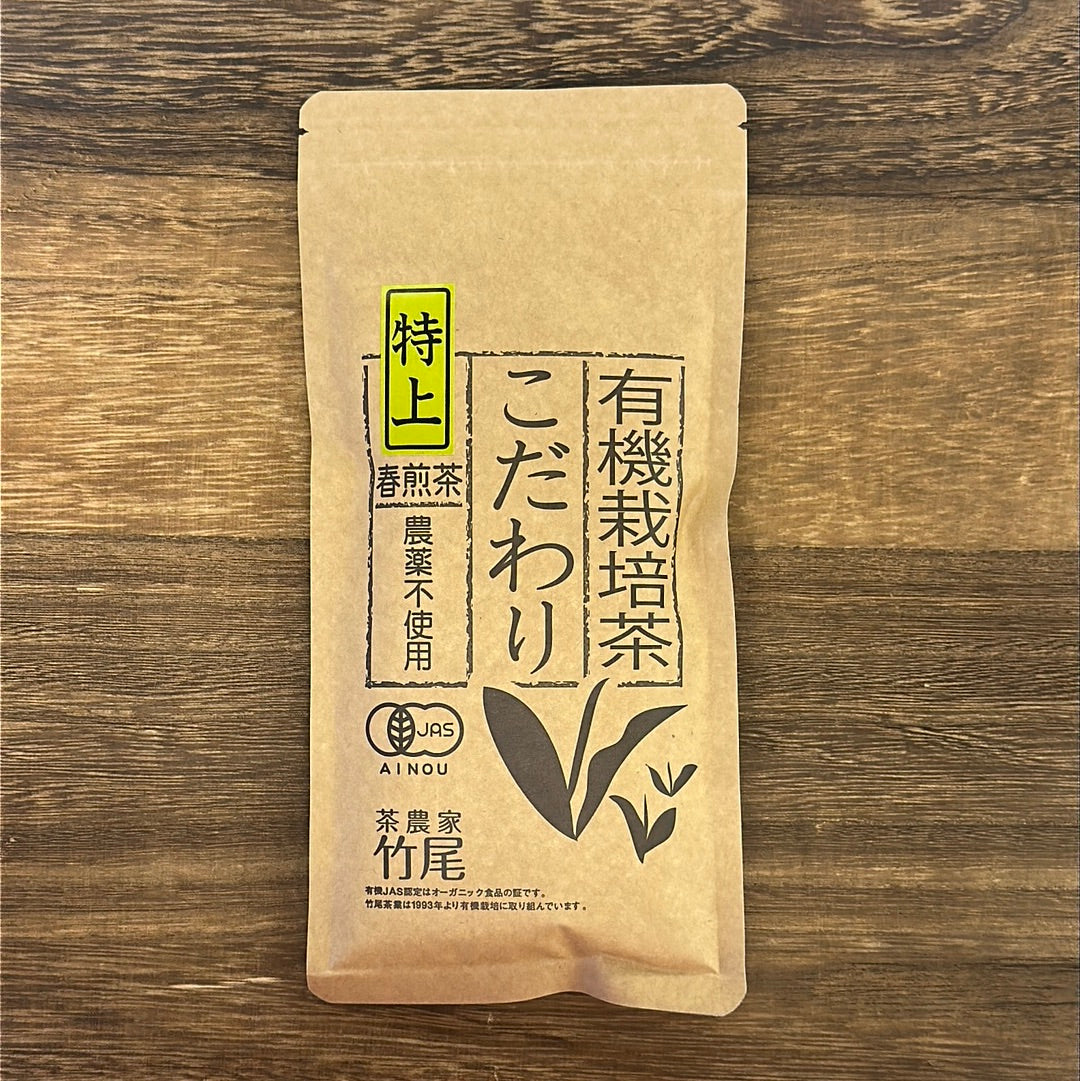 有機栽培茶
こだわり
特上
春煎茶
農薬不使用
JAS
AINOU
茶農家
竹尾
有機JAS認定はオーガニック食品の証です。
竹尾茶業は1993年より有機栽培に取り組んでいます。